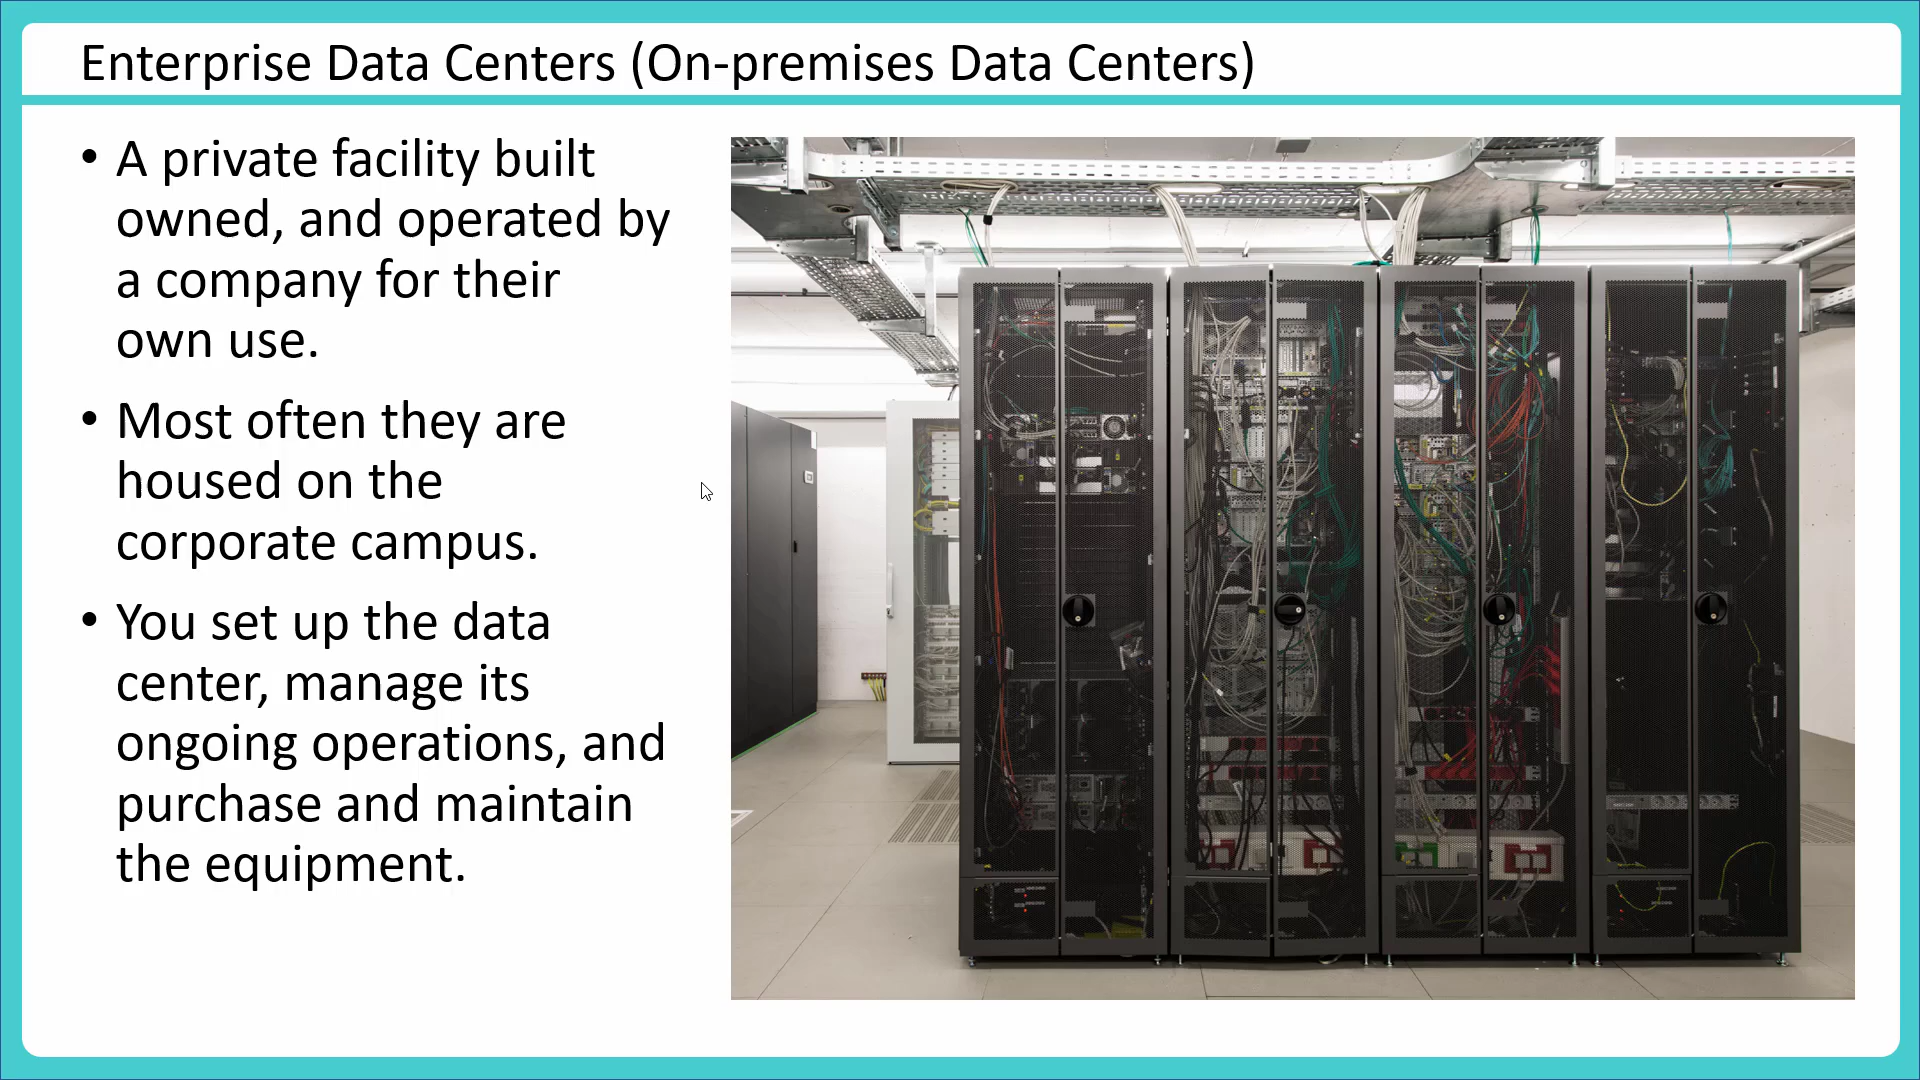 Enterprise Data Centers (On-premises Data Centers)
• A private facility built
owned, and operated by
a company for their
own use.
• Most often they are
housed on the
corporate campus.
• You set up the data
center, manage its
ongoing operations, and
purchase and maintain
the equipment.